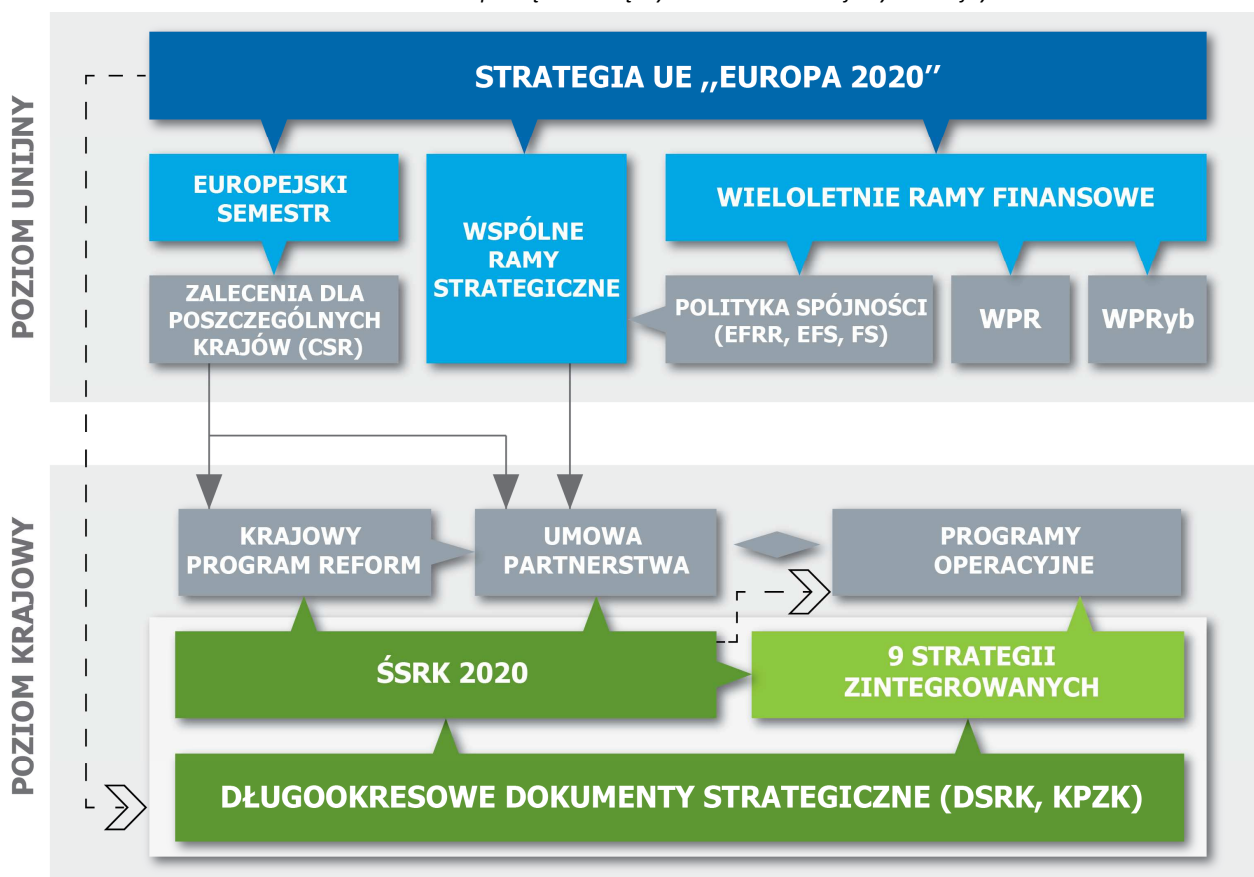 POZIOM UNIJNY
STRATEGIA UE ,,EUROPA 2020”
EUROPEJSKI
SEMESTR
WSPÓLNE
RAMY
STRATEGICZNE
WIELOLETNIE RAMY FINANSOWE
ZALECENIA DLA
POSZCZEGÓLNYCH
KRAJÓW (CSR)
POLITYKA SPÓJNOŚCI
(EFRR, EFS, FS)
WPR
WPRyb
POZIOM KRAJOWY
KRAJOWY
PROGRAM REFORM
UMOWA
PARTNERSTWA
PROGRAMY
OPERACYJNE
ŚSRK 2020
9 STRATEGII
ZINTEGROWANYCH
DŁUGOOKRESOWE DOKUMENTY STRATEGICZNE (DSRK, KPZK)